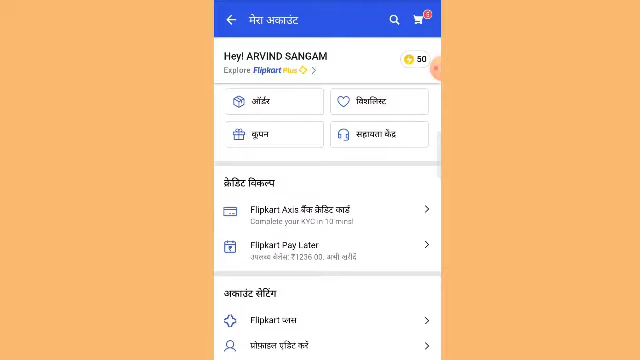 मेरा अकाउंट
6
Hey! ARVIND SANGAM
50
Explore Flipkart Plus
ऑर्डर
विशलिस्ट
कूपन
सहायता केंद्र
क्रेडिट विकल्प
Flipkart Axis बैंक क्रेडिट कार्ड
Complete your KYC in 10 mins!
Flipkart Pay Later
उपलब्ध बैलेंस: ₹1236.00. अभी खरीदें
अकाउंट सेटिंग
Flipkart प्लस
प्रोफ़ाइल एडिट करें